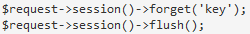 $request->session()->forget('key');
$request->session()->flush();